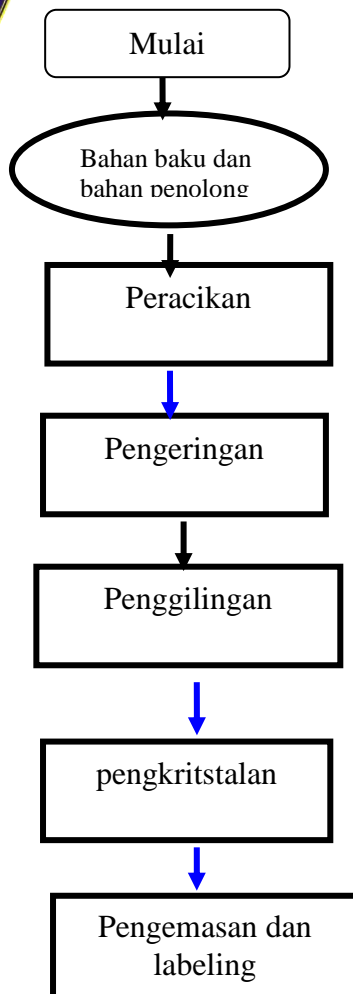 Mulai
Bahan baku dan
bahan penolong
Peracikan
Pengeringan
Penggilingan
pengkritstalan
Pengemasan dan
labeling